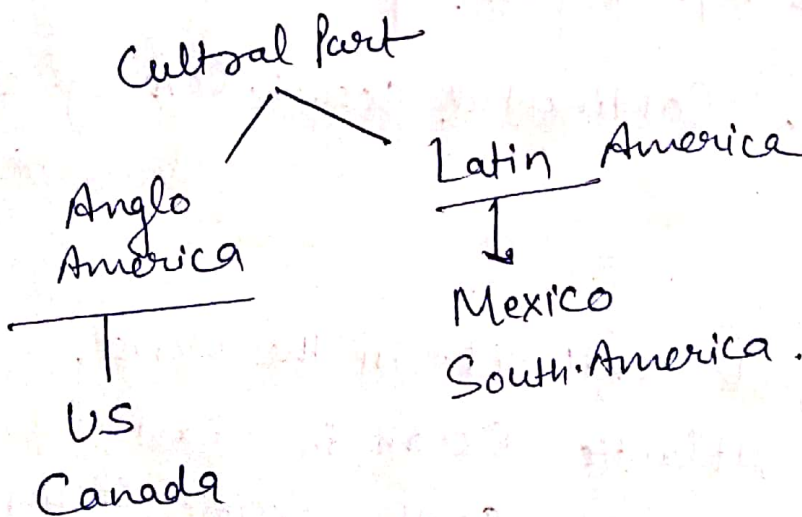 Cultral Part
Anglo
America
US
Canada
Latin America
Mexico
South.America.